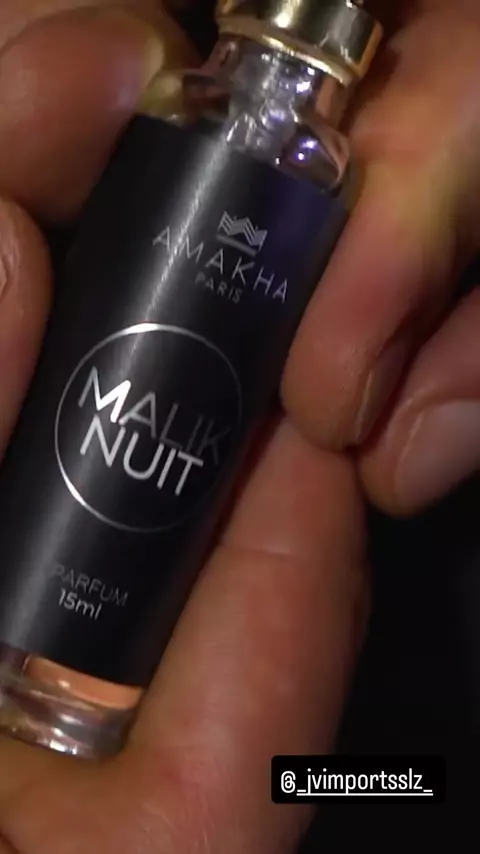 AMAKHA
PARIS
MALIK
NUIT
PARFUM
15ml
@_jvimportsslz_